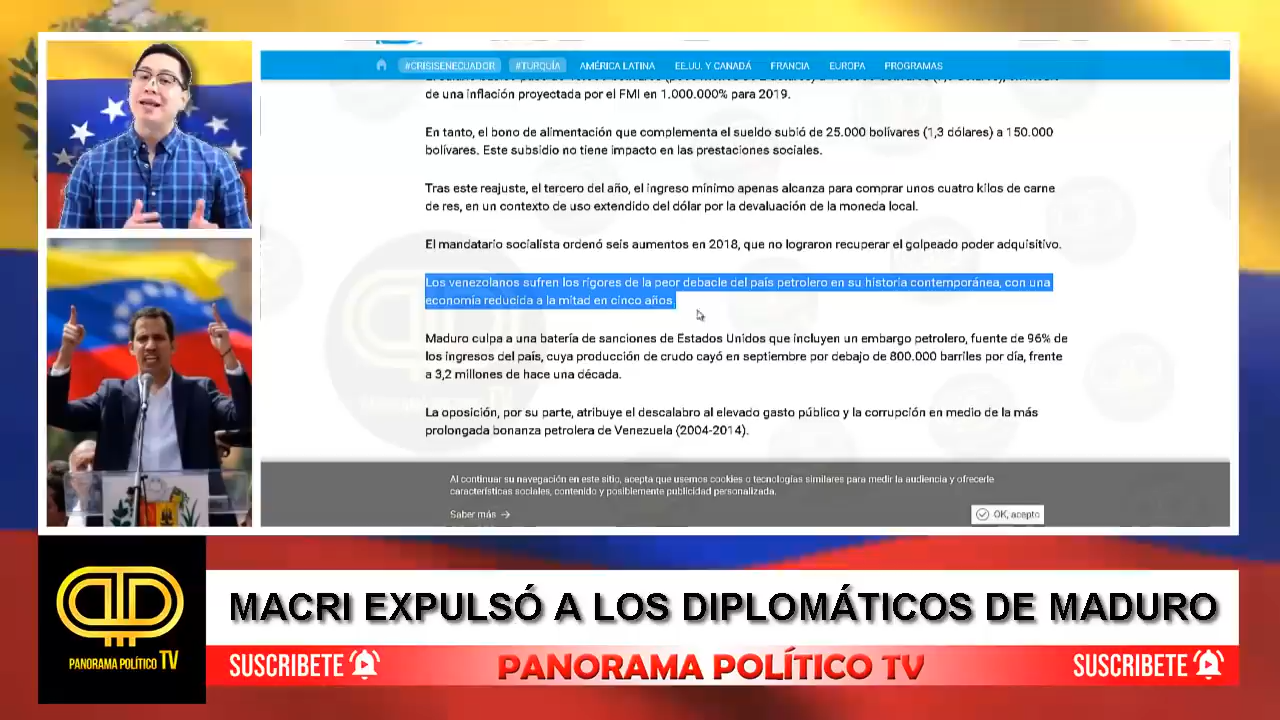 #CRISISENECUADOR #TURQUÍA AMÉRICA LATINA EE.UU. Y CANADÁ FRANCIA EUROPA PROGRAMAS
de una inflación proyectada por el FMI en 1.000.000% para 2019.
En tanto, el bono de alimentación que complementa el sueldo subió de 25.000 bolívares (1,3 dólares) a 150.000
bolívares. Este subsidio no tiene impacto en las prestaciones sociales.
Tras este reajuste, el tercero del año, el ingreso mínimo apenas alcanza para comprar unos cuatro kilos de carne
de res, en un contexto de uso extendido del dólar por la devaluación de la moneda local.
El mandatario socialista ordenó seis aumentos en 2018, que no lograron recuperar el golpeado poder adquisitivo.
Los venezolanos sufren los rigores de la peor debacle del país petrolero en su historia contemporánea, con una
economía reducida a la mitad en cinco años.
Maduro culpa a una batería de sanciones de Estados Unidos que incluyen un embargo petrolero, fuente de 96% de
los ingresos del país, cuya producción de crudo cayó en septiembre por debajo de 800.000 barriles por día, frente
a 3,2 millones de hace una década.
La oposición, por su parte, atribuye el descalabro al elevado gasto público y la corrupción en medio de la más
prolongada bonanza petrolera de Venezuela (2004-2014).
Al continuar su navegación en este sitio, acepta que usemos cookies o tecnologías similares para medir la audiencia y ofrecerle
características sociales, contenido y posiblemente publicidad personalizada.
Saber más → OK, acepto
MACRI EXPULSÓ A LOS DIPLOMÁTICOS DE MADURO
PANORAMA POLÍTICO TV
SUSCRIBETE PANORAMA POLÍTICO TV SUSCRIBETE